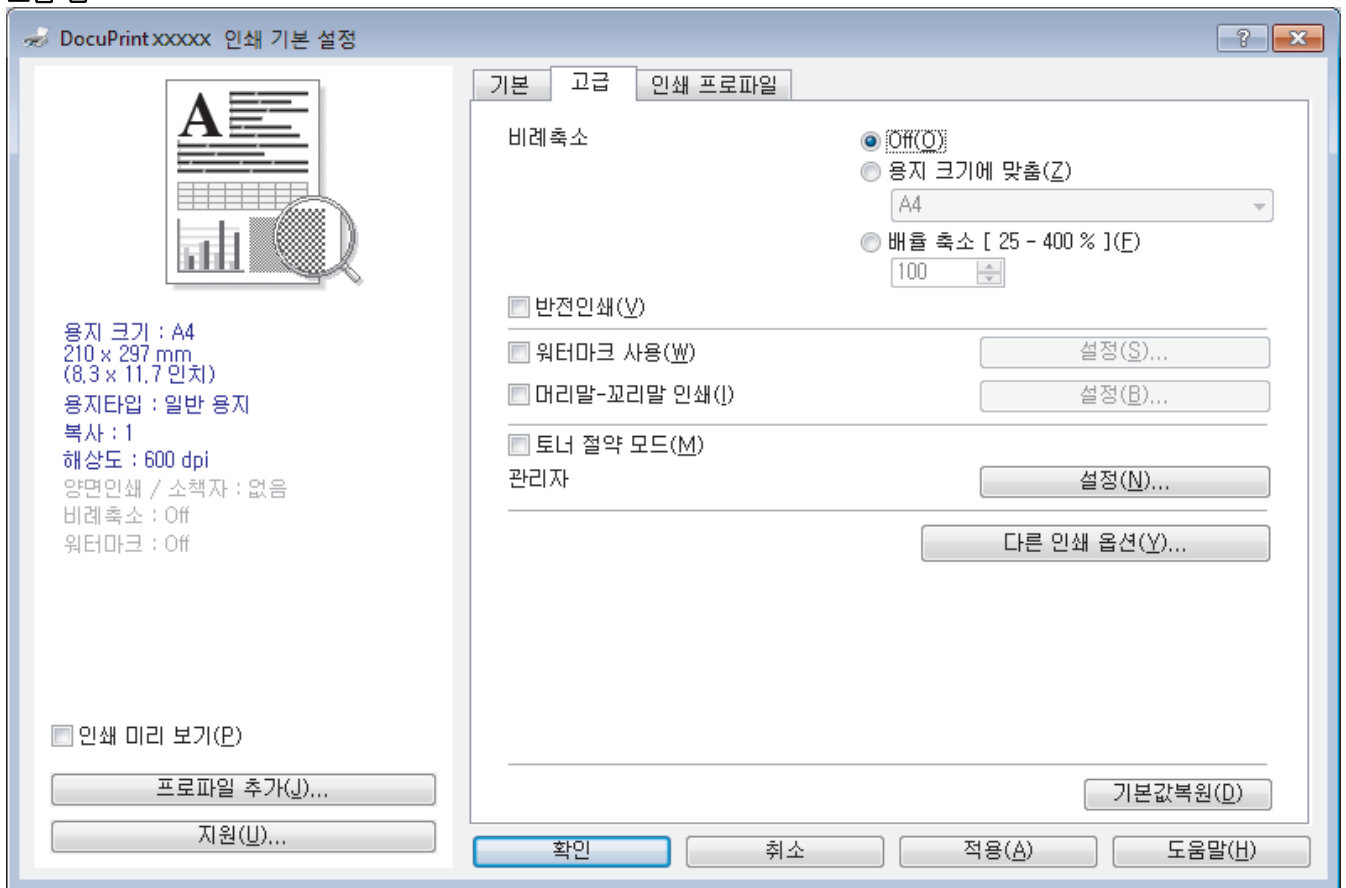 DocuPrint xxxxx 인쇄 기본 설정
A
용지 크기 : A4
210 x 297 mm
(8.3 x 11.7 인치)
용지타입 : 일반 용지
복사 : 1
해상도 : 600 dpi
양면인쇄 / 소책자 : 없음
비례축소 : Off
워터마크 : Off
인쇄 미리 보기(P)
프로파일 추가(J)...
지원(U)...
기본 고급 인쇄 프로파일
비례축소
Off(O)
용지 크기에 맞춤(Z)
A4
배율 축소 [ 25 - 400 % ](F)
100
반전인쇄(V)
워터마크 사용(W) 설정(S)...
머리말-꼬리말 인쇄(I) 설정(B)...
토너 절약 모드(M)
관리자 설정(N)...
다른 인쇄 옵션(Y)...
기본값복원(D)
확인 취소 적용(A) 도움말(H)